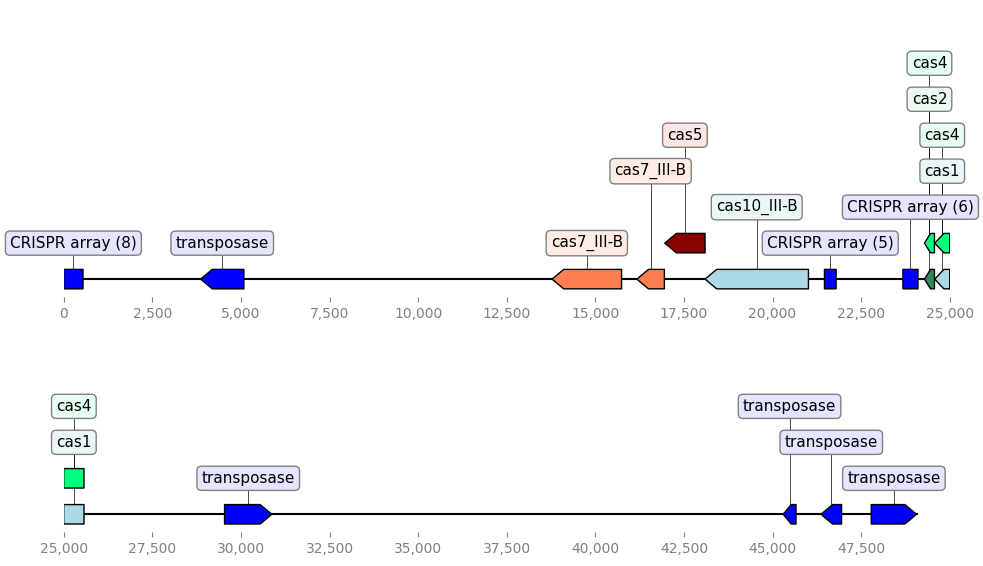 cas4
cas2
cas5 cas4
cas7_III-B cas1
cas10_III-B CRISPR array (6)
CRISPR array (8) transposase cas7_III-B CRISPR array (5)
0 2,500 5,000 7,500 10,000 12,500 15,000 17,500 20,000 22,500 25,000
cas4 transposase
cas1 transposase
transposase transposase
25,000 27,500 30,000 32,500 35,000 37,500 40,000 42,500 45,000 47,500